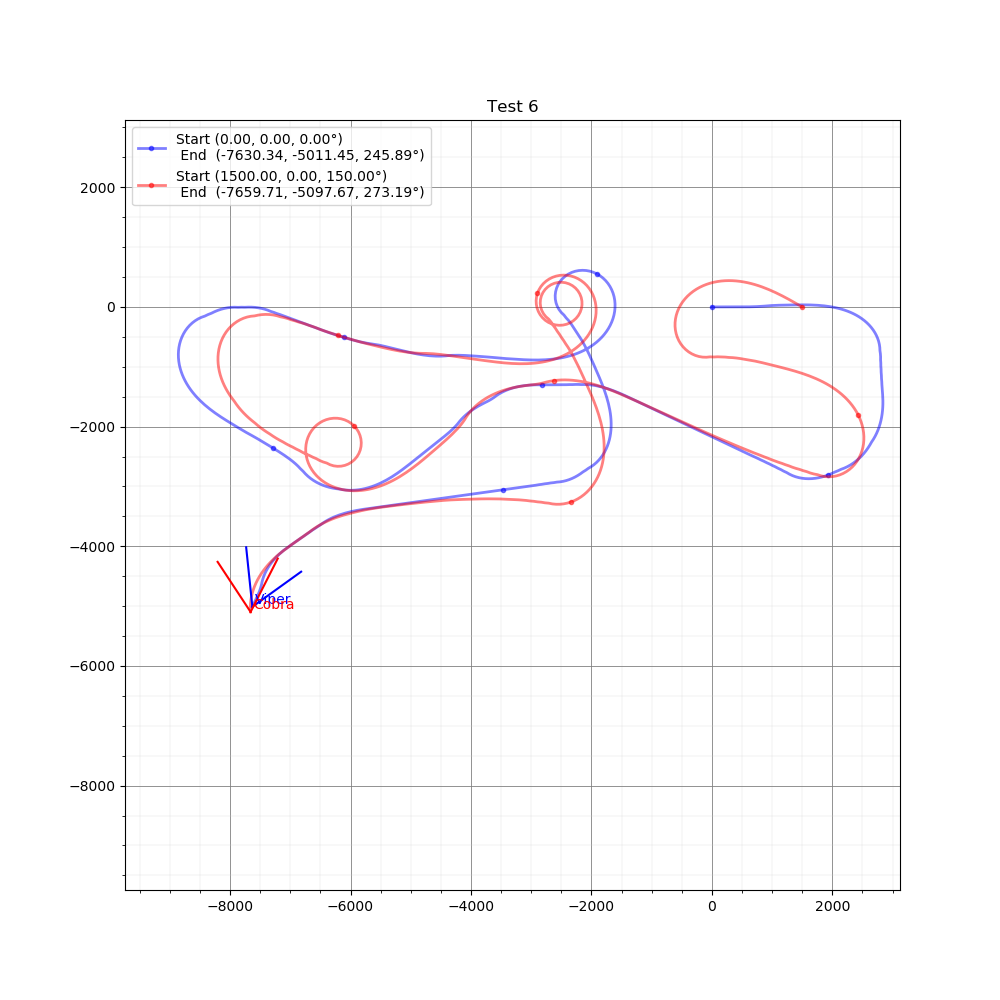 Test 6
Start (0.00, 0.00, 0.00°)
End (-7630.34, -5011.45, 245.89°)
Start (1500.00, 0.00, 150.00°)
End (-7659.71, -5097.67, 273.19°)
2000
0
−2000
−4000
−6000
−8000
Viper
Cobra
−8000 −6000 −4000 −2000 0 2000